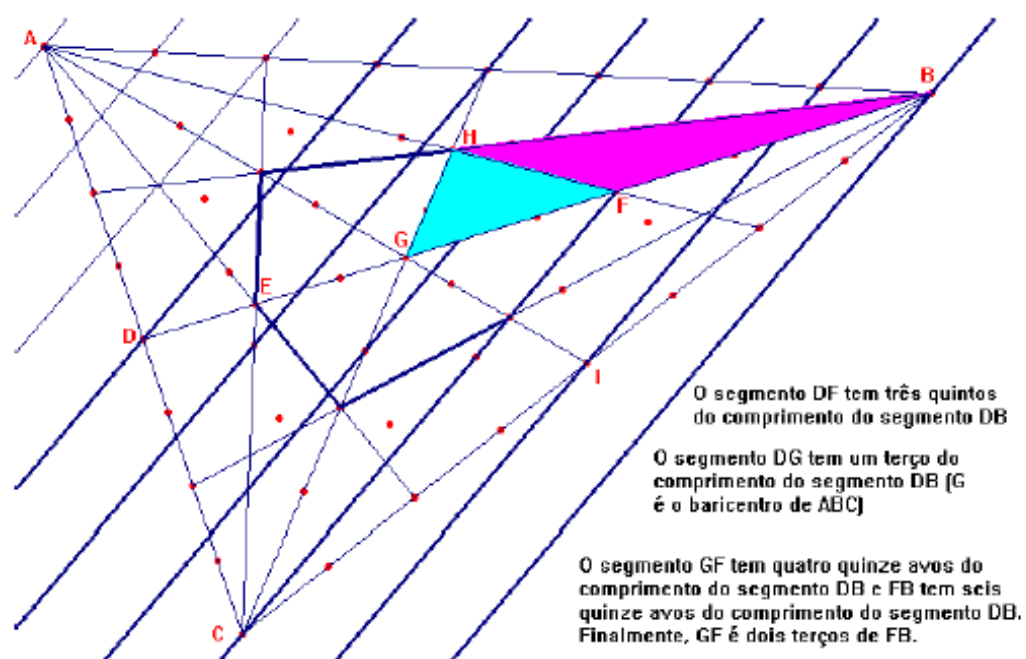 A
B
H
F
G
E
D
I
O segmento DF tem três quintos
do comprimento do segmento DB
O segmento DG tem um terço do
comprimento do segmento DB (G
é o baricentro de ABC)
O segmento GF tem quatro quinze avos do
comprimento do segmento DB e FB tem seis
quinze avos do comprimento do segmento DB.
Finalmente, GF é dois terços de FB.
C